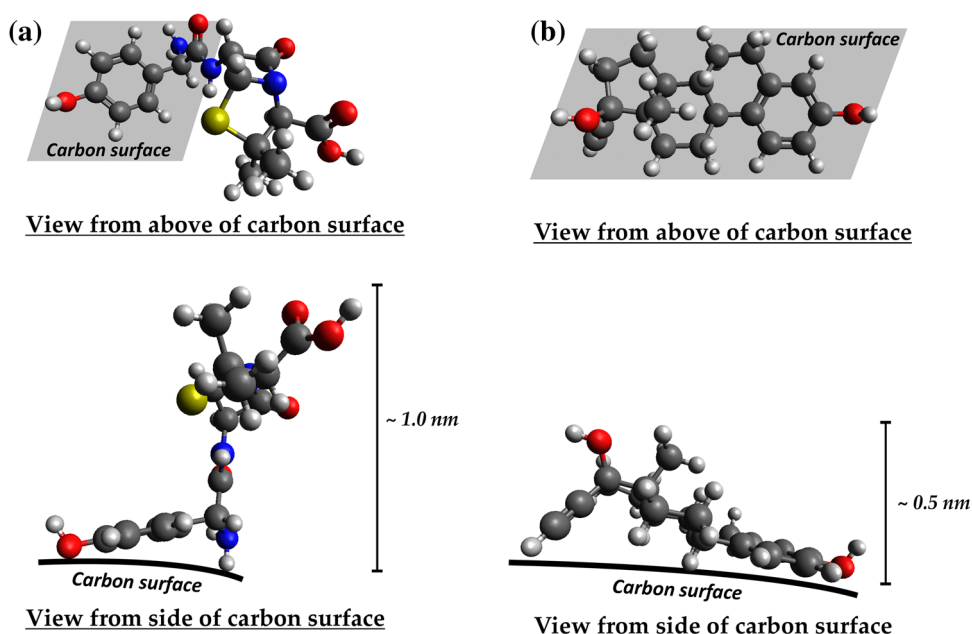 (a)
Carbon surface
View from above of carbon surface
~ 1.0 nm
Carbon surface
View from side of carbon surface
(b)
Carbon surface
View from above of carbon surface
~ 0.5 nm
Carbon surface
View from side of carbon surface